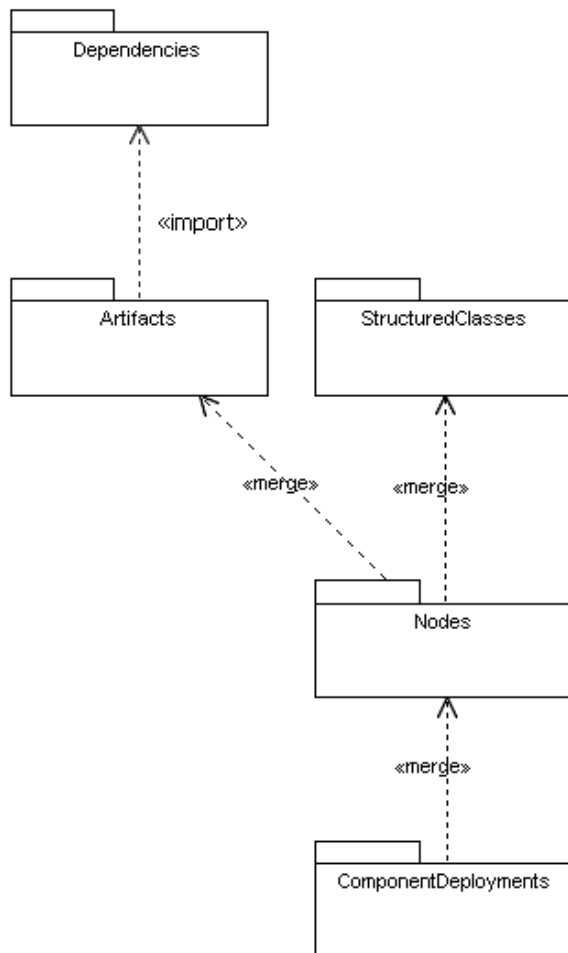 Dependencies
«import»
Artifacts
StructuredClasses
«merge»
«merge»
Nodes
«merge»
ComponentDeployments